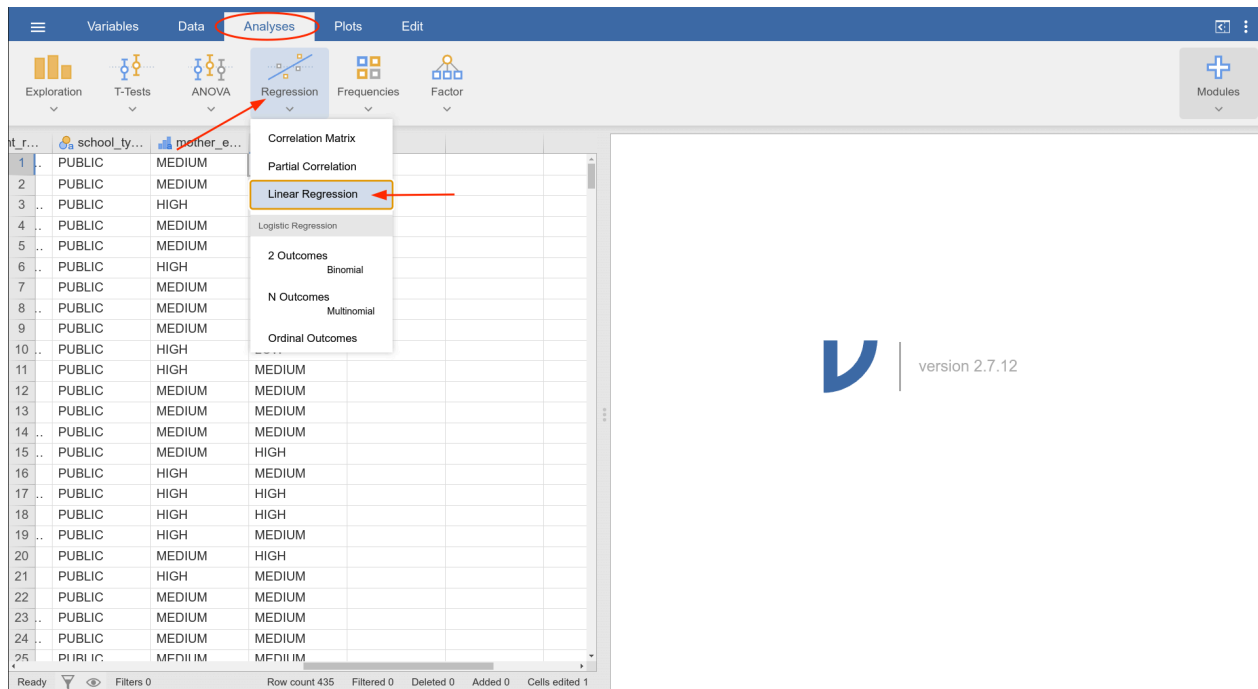 Variables Data Analyses Plots Edit
Exploration T-Tests ANOVA Regression Frequencies Factor Modules
nt_r... school_ty... mother_e...
Correlation Matrix
Partial Correlation
Linear Regression
Logistic Regression
2 Outcomes
Binomial
N Outcomes
Multinomial
Ordinal Outcomes
1 .. PUBLIC MEDIUM
2 PUBLIC MEDIUM
3 .. PUBLIC HIGH
4 .. PUBLIC MEDIUM
5 .. PUBLIC MEDIUM
6 .. PUBLIC HIGH
7 PUBLIC MEDIUM
8 .. PUBLIC MEDIUM
9 PUBLIC MEDIUM
10 .. PUBLIC HIGH
11 PUBLIC HIGH MEDIUM
12 PUBLIC MEDIUM MEDIUM
13 PUBLIC MEDIUM MEDIUM
14 .. PUBLIC MEDIUM MEDIUM
15 .. PUBLIC MEDIUM HIGH
16 PUBLIC HIGH MEDIUM
17 .. PUBLIC HIGH HIGH
18 PUBLIC HIGH HIGH
19 .. PUBLIC HIGH MEDIUM
20 PUBLIC MEDIUM HIGH
21 PUBLIC HIGH MEDIUM
22 PUBLIC MEDIUM MEDIUM
23 .. PUBLIC MEDIUM MEDIUM
24 .. PUBLIC MEDIUM MEDIUM
25 PUBLIC MEDIUM MEDIUM
version 2.7.12
Ready Filters 0 Row count 435 Filtered 0 Deleted 0 Added 0 Cells edited 1